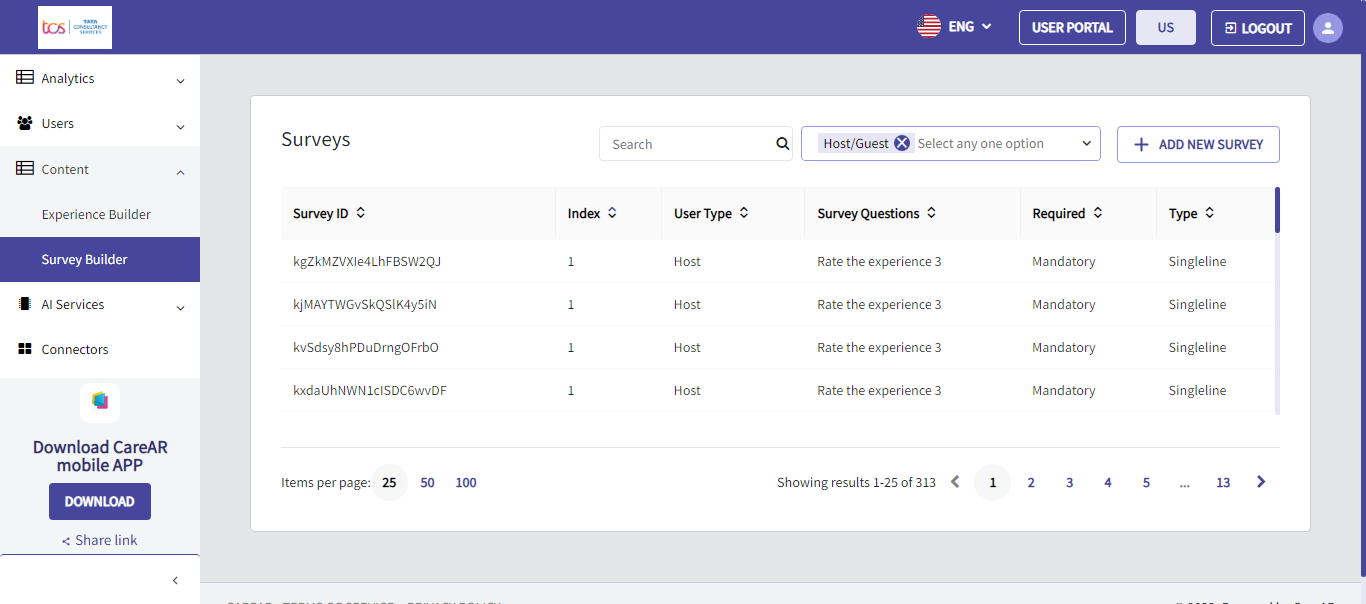 tcs TATA CONSULTANCY SERVICES
ENG
USER PORTAL
US
LOGOUT
Analytics
Users
Content
Experience Builder
Survey Builder
AI Services
Connectors
Download CareAR
mobile APP
DOWNLOAD
Share link
Surveys
Search
Host/Guest Select any one option
ADD NEW SURVEY
Survey ID Index User Type Survey Questions Required Type
kgZkMZVXIe4LhFBSW2QJ 1 Host Rate the experience 3 Mandatory Singleline
kjMAYTWGvSkQSlK4y5iN 1 Host Rate the experience 3 Mandatory Singleline
kvSdsy8hPDuDrngOFrbO 1 Host Rate the experience 3 Mandatory Singleline
kxdaUhNWN1cISDC6wvDF 1 Host Rate the experience 3 Mandatory Singleline
Items per page: 25 50 100
Showing results 1-25 of 313 1 2 3 4 5 ... 13